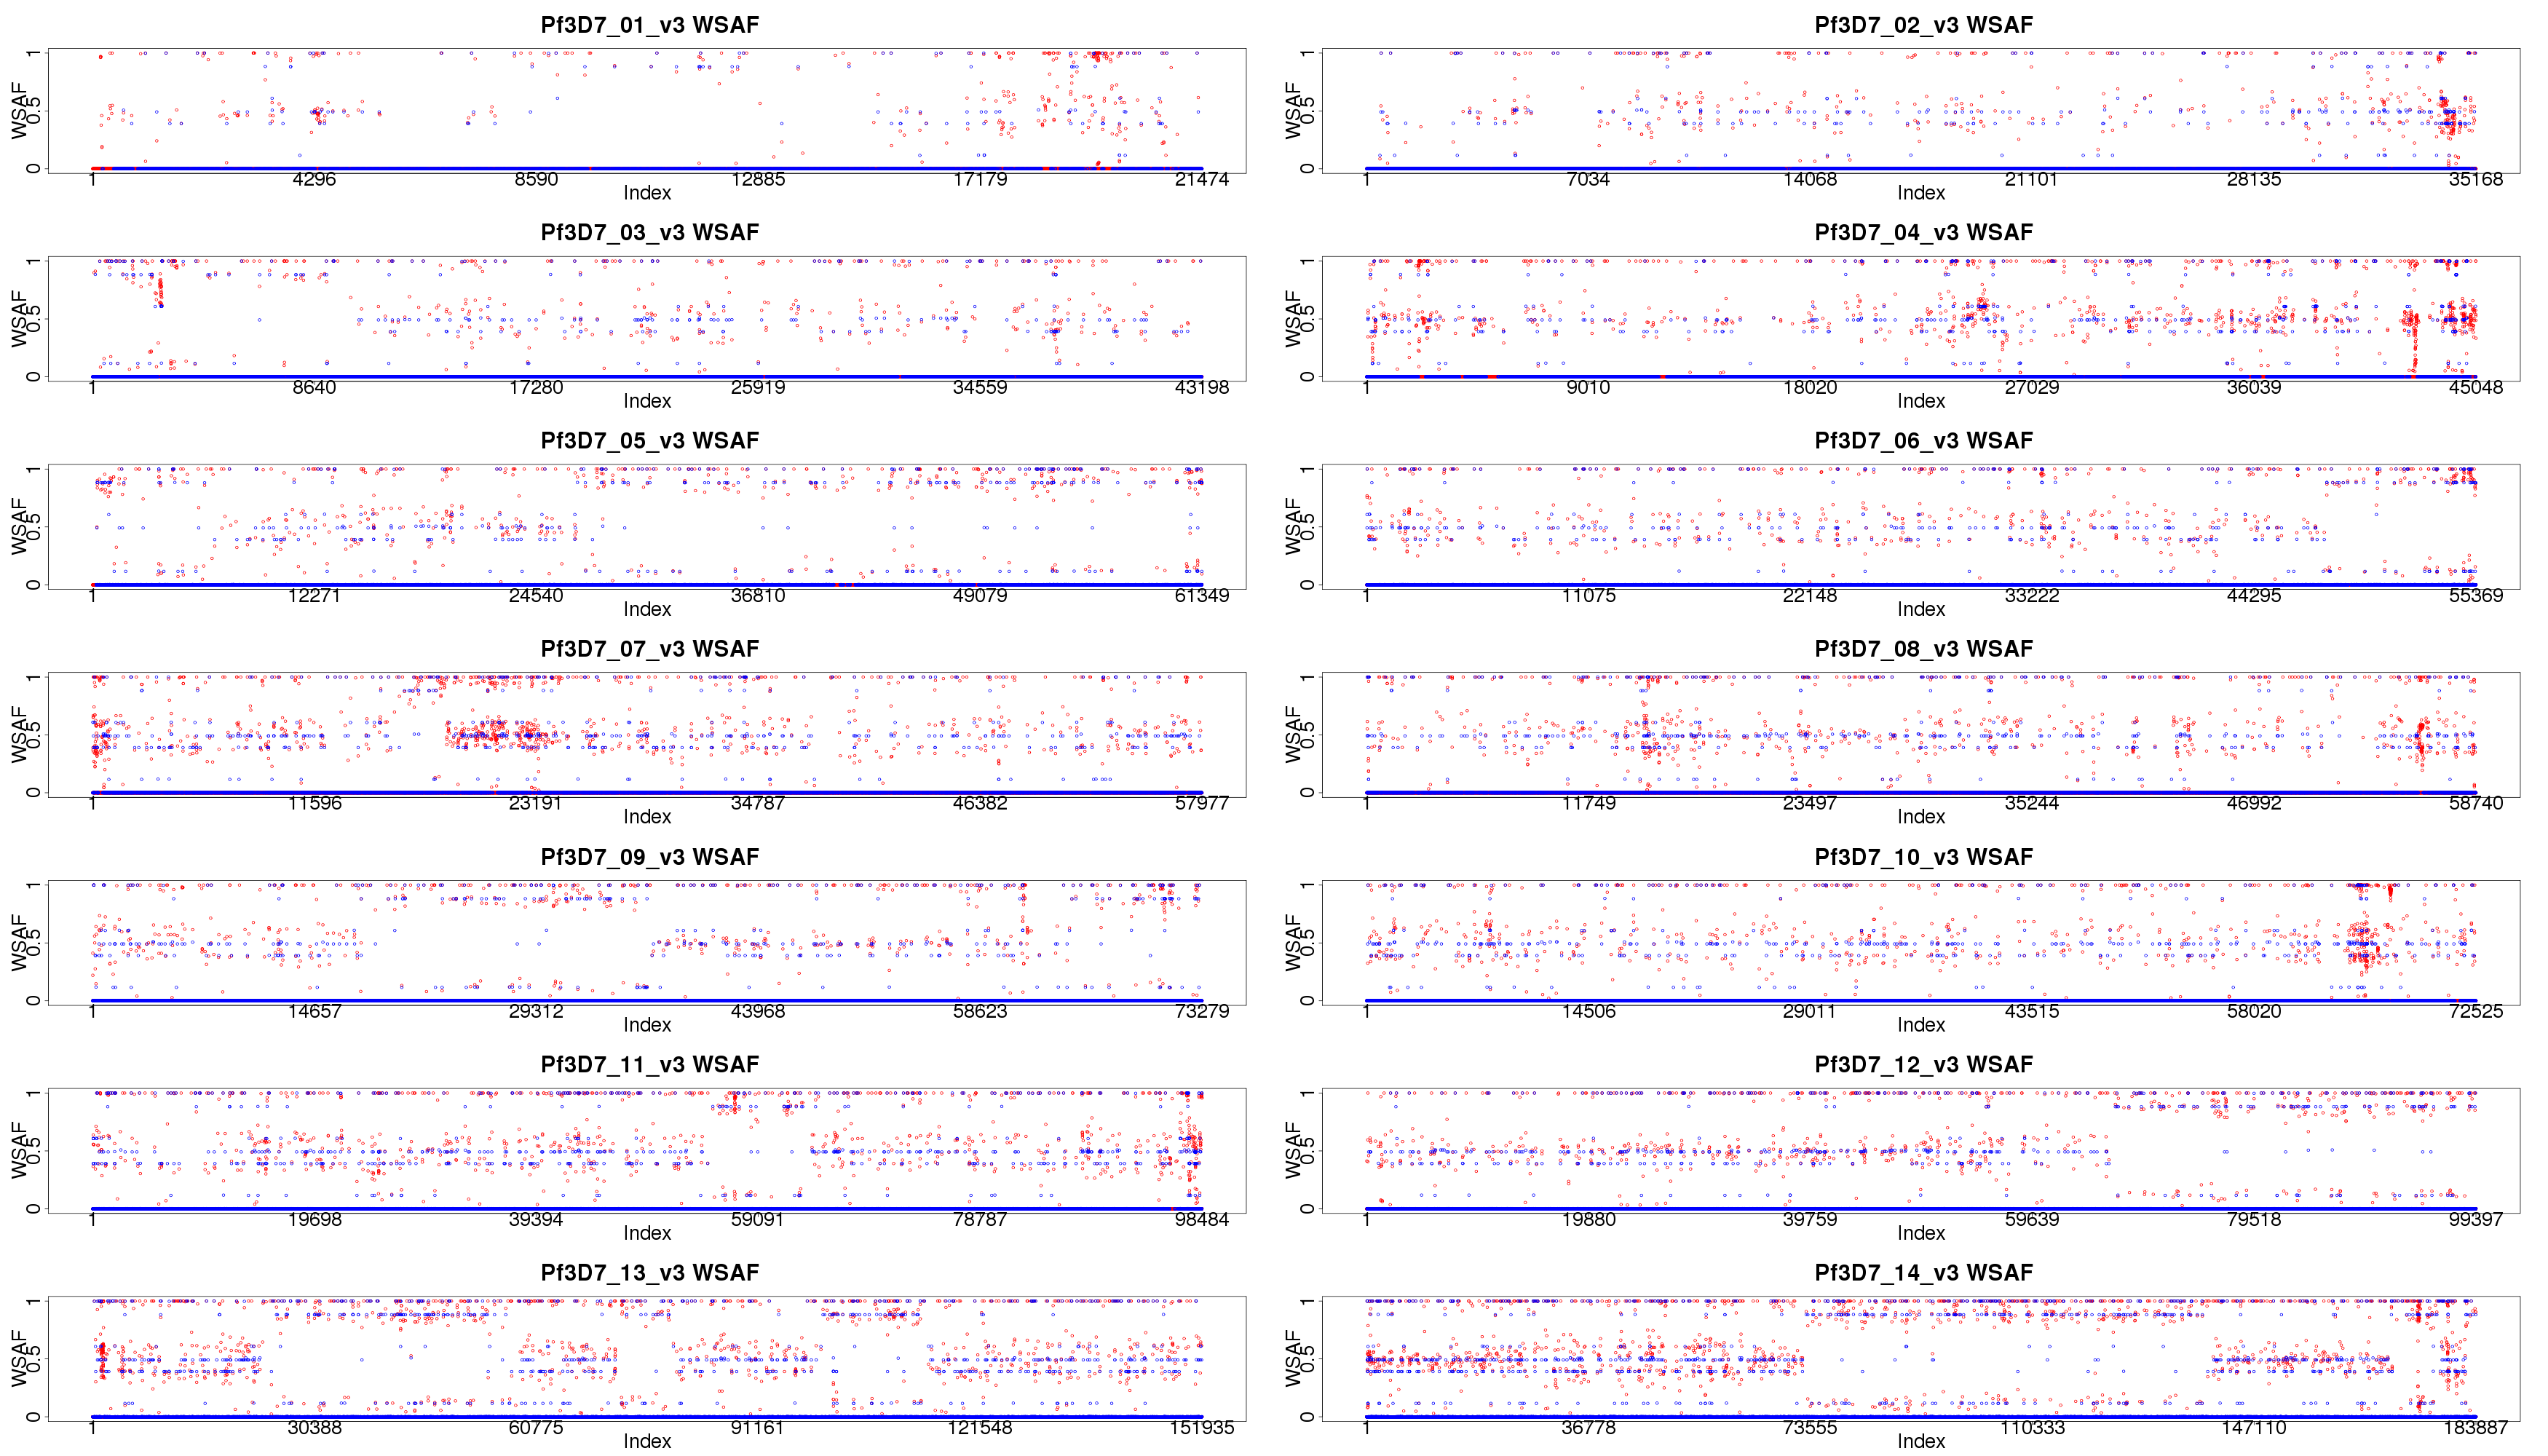 Pf3D7_01_v3 WSAF
WSAF
0 0.5 1
1 4296 8590 12885 17179 21474
Index
Pf3D7_02_v3 WSAF
WSAF
0 0.5 1
1 7034 14068 21101 28135 35168
Index
Pf3D7_03_v3 WSAF
WSAF
0 0.5 1
1 8640 17280 25919 34559 43198
Index
Pf3D7_04_v3 WSAF
WSAF
0 0.5 1
1 9010 18020 27029 36039 45048
Index
Pf3D7_05_v3 WSAF
WSAF
0 0.5 1
1 12271 24540 36810 49079 61349
Index
Pf3D7_06_v3 WSAF
WSAF
0 0.5 1
1 11075 22148 33222 44295 55369
Index
Pf3D7_07_v3 WSAF
WSAF
0 0.5 1
1 11596 23191 34787 46382 57977
Index
Pf3D7_08_v3 WSAF
WSAF
0 0.5 1
1 11749 23497 35244 46992 58740
Index
Pf3D7_09_v3 WSAF
WSAF
0 0.5 1
1 14657 29312 43968 58623 73279
Index
Pf3D7_10_v3 WSAF
WSAF
0 0.5 1
1 14506 29011 43515 58020 72525
Index
Pf3D7_11_v3 WSAF
WSAF
0 0.5 1
1 19698 39394 59091 78787 98484
Index
Pf3D7_12_v3 WSAF
WSAF
0 0.5 1
1 19880 39759 59639 79518 99397
Index
Pf3D7_13_v3 WSAF
WSAF
0 0.5 1
1 30388 60775 91161 121548 151935
Index
Pf3D7_14_v3 WSAF
WSAF
0 0.5 1
1 36778 73555 110333 147110 183887
Index